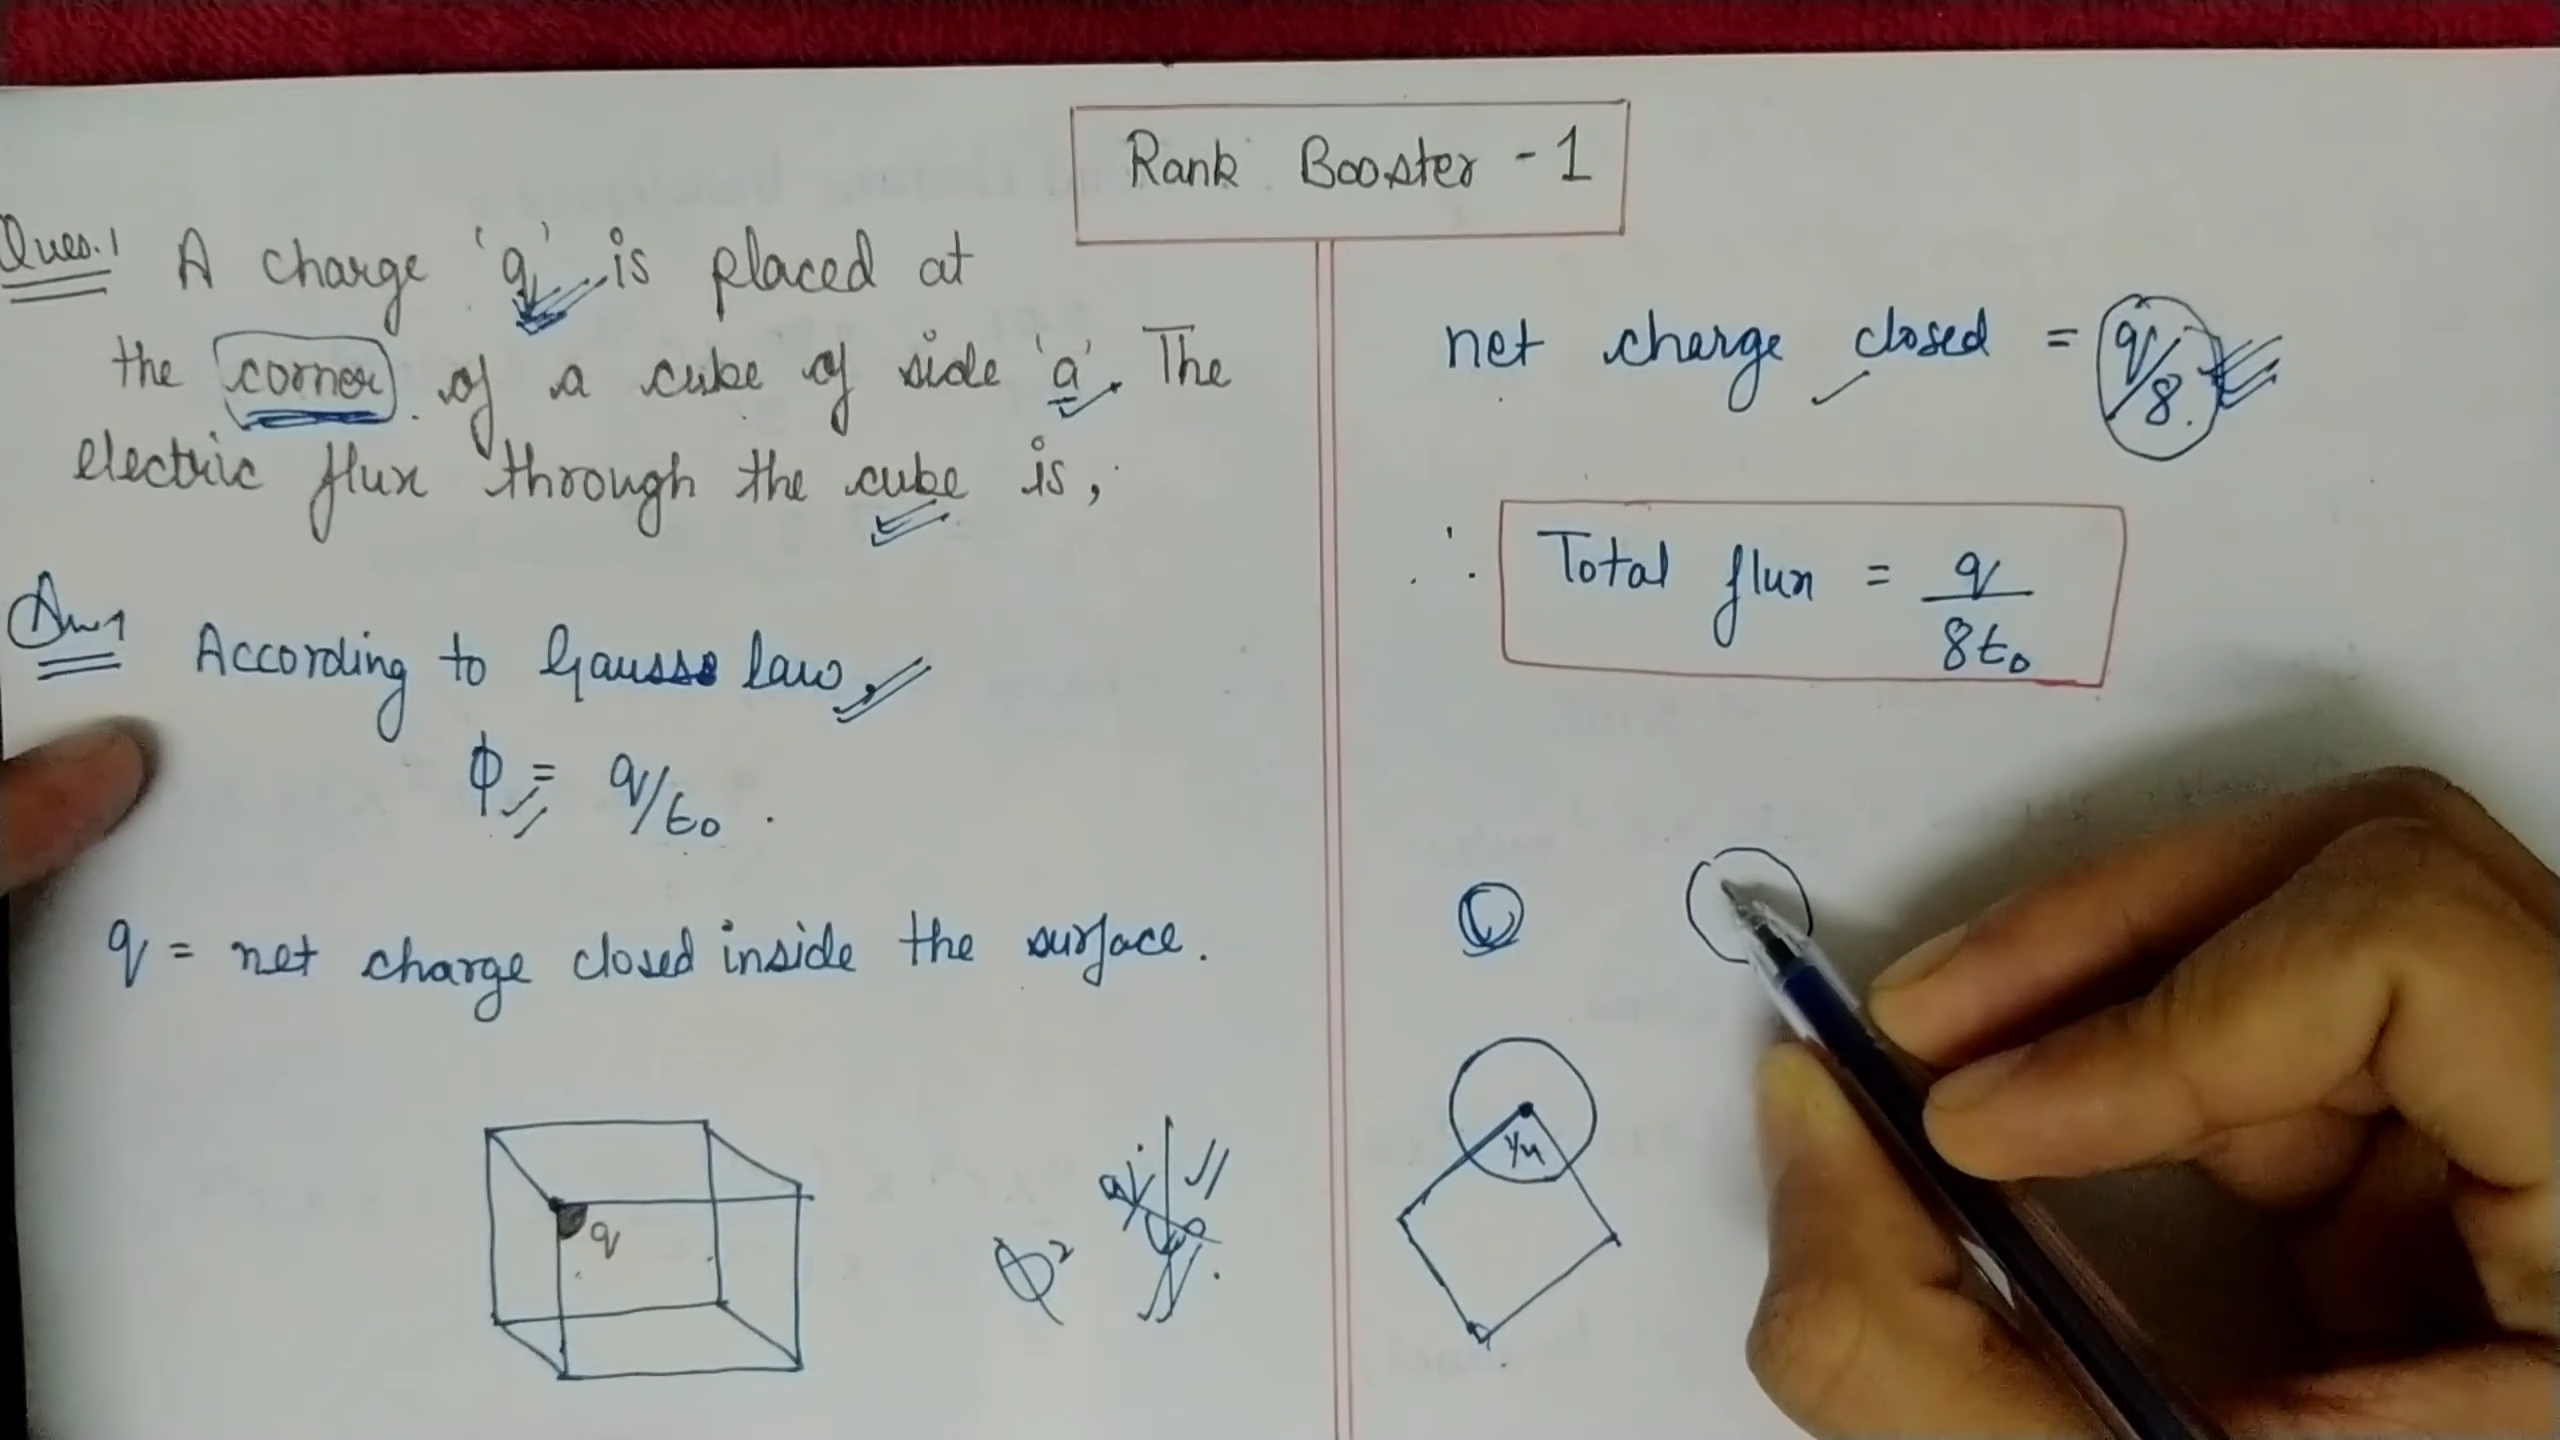 Rank Booster - 1
Ques.1 A charge 'q' is placed at
the corner of a cube of side 'a'. The
electric flux through the cube is,
Ans 1 According to Gauss law,
ϕ = q/ε₀.
q = net charge closed inside the surface.
q
ϕ
net charge closed = q/8.
∴ Total flux = q/8ε₀
1/4